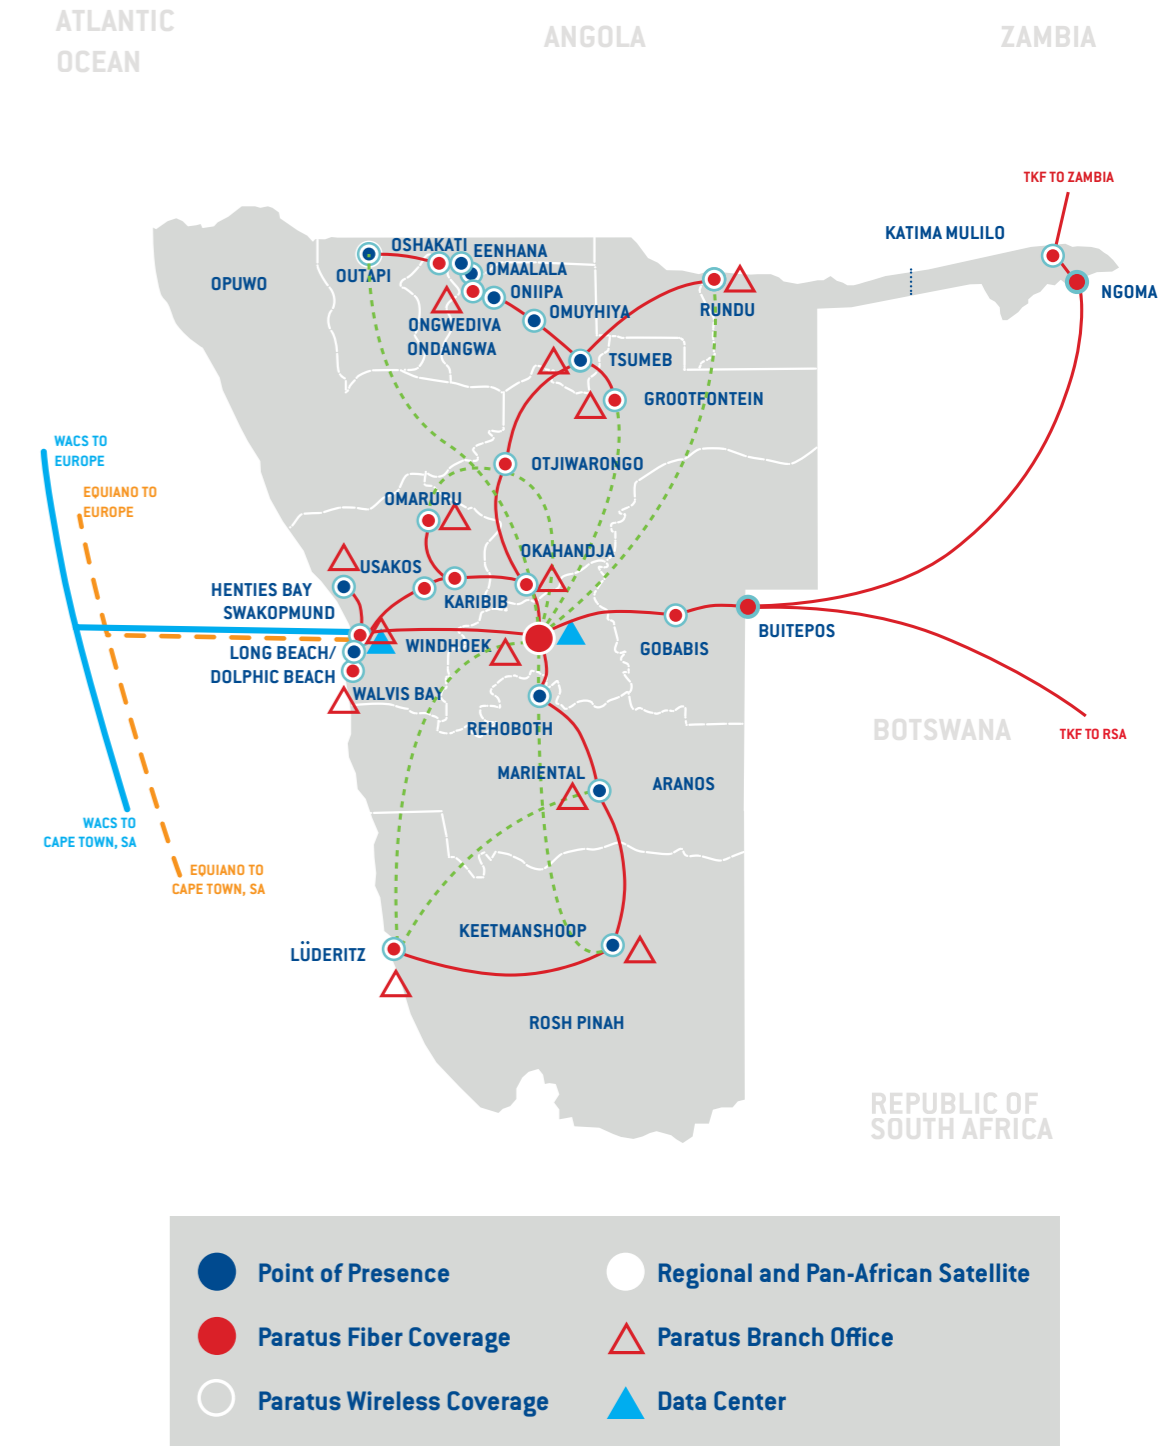 ATLANTIC
OCEAN
ANGOLA
ZAMBIA
TKF TO ZAMBIA
KATIMA MULILO
NGOMA
OSHAKATI
EENHANA
OMAALALA
OUTAPI
OPUWO
ONIIPA
OMUYHIYA
RUNDU
ONGWEDIVA
ONDANGWA
TSUMEB
GROOTFONTEIN
WACS TO
EUROPE
EQUIANO TO
EUROPE
OTJIWARONGO
OMARURU
OKAHANDJA
USAKOS
HENTIES BAY
KARIBIB
SWAKOPMUND
WINDHOEK
LONG BEACH/
DOLPHIC BEACH
WALVIS BAY
GOBABIS
BUITEPOS
REHOBOTH
BOTSWANA
TKF TO RSA
MARIENTAL
ARANOS
WACS TO
CAPE TOWN, SA
EQUIANO TO
CAPE TOWN, SA
KEETMANSHOOP
LÜDERITZ
ROSH PINAH
REPUBLIC OF
SOUTH AFRICA
Point of Presence
Regional and Pan-African Satellite
Paratus Fiber Coverage
Paratus Branch Office
Paratus Wireless Coverage
Data Center